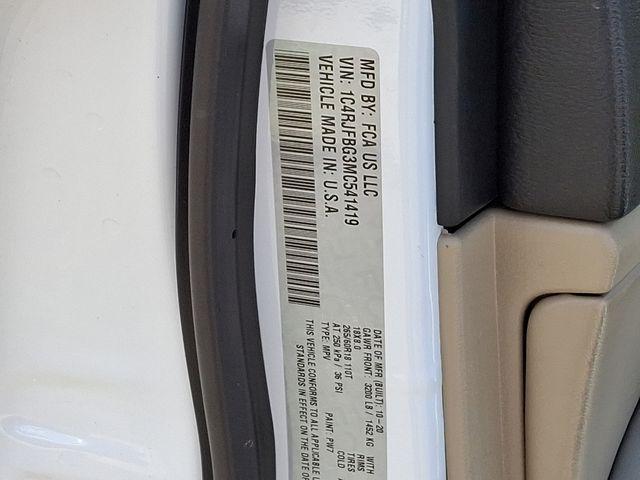 MFD BY: FCA US LLC
VIN: 1C4RJFBG3MC541419
VEHICLE MADE IN: U.S.A.
DATE OF MFR (BUILT): 10-20
GAWR FRONT: 3200 LB / 1452 KG WITH
18X8.0 RIMS
265/60R18 110T TIRES
AT 250 kPa / 36 PSI COLD
TYPE: MPV PAINT: PW7
THIS VEHICLE CONFORMS TO ALL APPLICABLE
STANDARDS IN EFFECT ON THE DATE OF